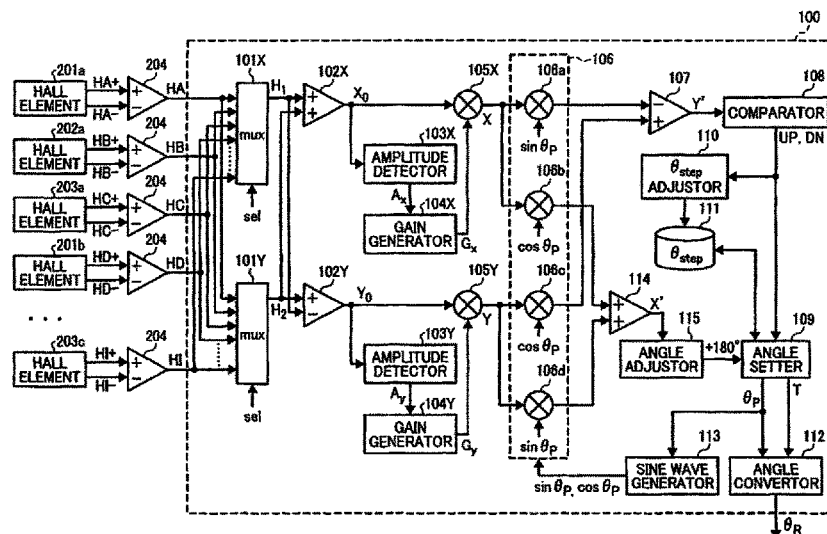 100
201a
HALL ELEMENT
HA+
HA−
204
HA
202a
HALL ELEMENT
HB+
HB−
204
HB
203a
HALL ELEMENT
HC+
HC−
204
HC
201b
HALL ELEMENT
HD+
HD−
204
HD
...
203c
HALL ELEMENT
HI+
HI−
204
HI
101X
mux
sel
H1
101Y
mux
sel
H2
102X
+
+
X0
103X
AMPLITUDE DETECTOR
Ax
104X
GAIN GENERATOR
Gx
105X
X
102Y
+
−
Y0
103Y
AMPLITUDE DETECTOR
Ay
104Y
GAIN GENERATOR
Gy
105Y
Y
106
106a
sin θP
106b
cos θP
106c
cos θP
106d
sin θP
107
−
+
Y'
108
COMPARATOR
UP, DN
110
θstep ADJUSTOR
111
θstep
114
+
+
X'
115
ANGLE ADJUSTOR
+180°
109
ANGLE SETTER
θP
T
113
SINE WAVE GENERATOR
sin θP, cos θP
112
ANGLE CONVERTOR
θR